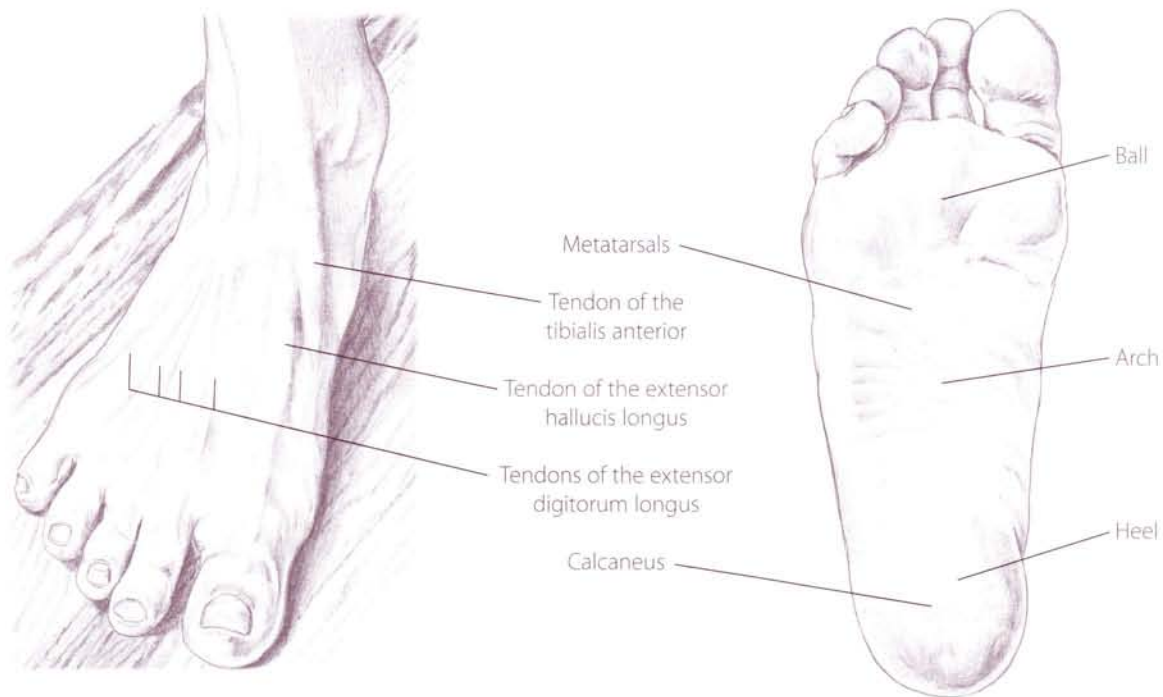 Ball
Metatarsals
Tendon of the
tibialis anterior
Arch
Tendon of the extensor
hallucis longus
Tendons of the extensor
digitorum longus
Heel
Calcaneus